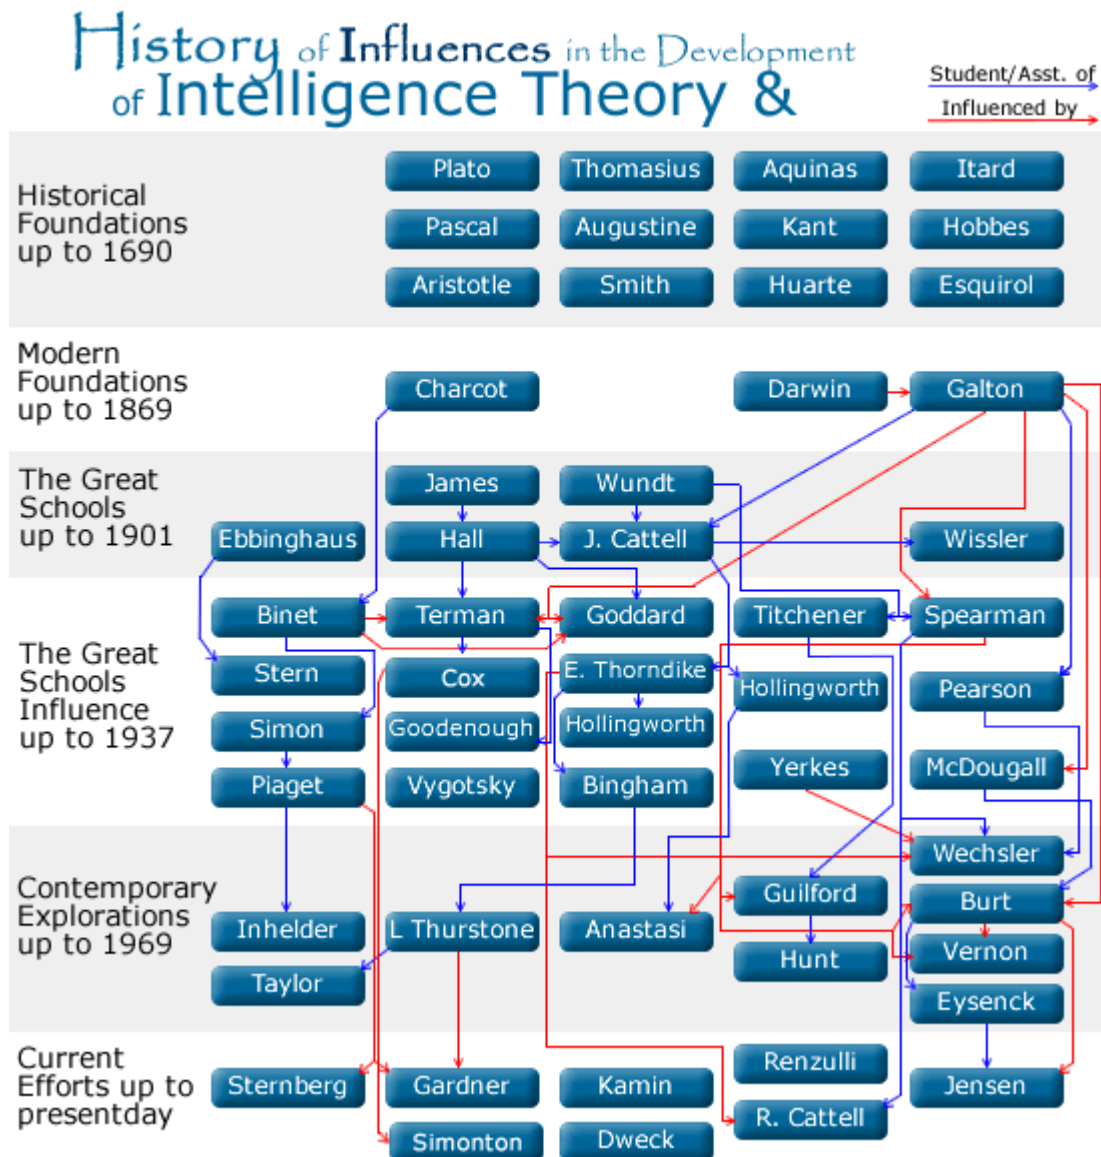 History of Influences in the Development
of Intelligence Theory &
Student/Asst. of
Influenced by
Historical
Foundations
up to 1690
Plato
Thomasius
Aquinas
Itard
Pascal
Augustine
Kant
Hobbes
Aristotle
Smith
Huarte
Esquirol
Modern
Foundations
up to 1869
Charcot
Darwin
Galton
The Great
Schools
up to 1901
James
Wundt
Ebbinghaus
Hall
J. Cattell
Wissler
The Great
Schools
Influence
up to 1937
Binet
Terman
Goddard
Titchener
Spearman
Stern
Cox
E. Thorndike
Hollingworth
Pearson
Simon
Goodenough
Hollingworth
Yerkes
McDougall
Piaget
Vygotsky
Bingham
Contemporary
Explorations
up to 1969
Wechsler
Guilford
Burt
Inhelder
L Thurstone
Anastasi
Hunt
Vernon
Taylor
Eysenck
Current
Efforts up to
presentday
Sternberg
Gardner
Kamin
Renzulli
Jensen
Simonton
Dweck
R. Cattell